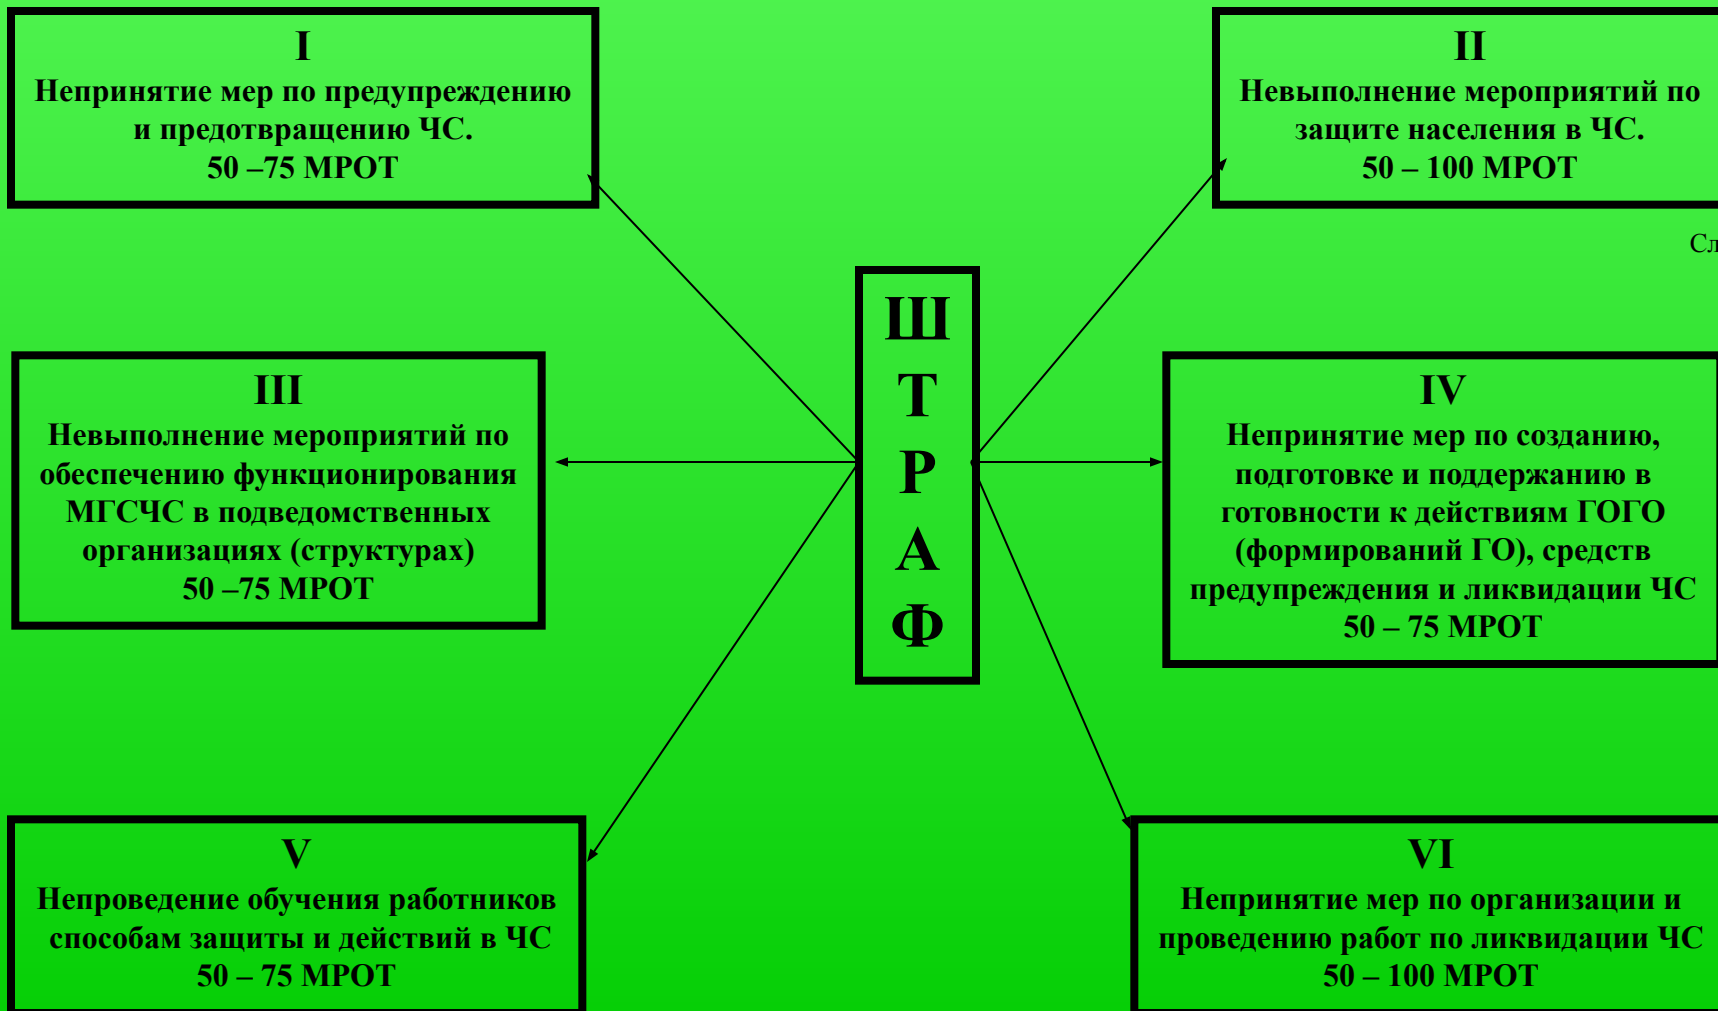 I
Непринятие мер по предупреждению
и предотвращению ЧС.
50 –75 МРОТ
II
Невыполнение мероприятий по
защите населения в ЧС.
50 – 100 МРОТ
Сл
Ш
Т
Р
А
Ф
III
Невыполнение мероприятий по
обеспечению функционирования
МГСЧС в подведомственных
организациях (структурах)
50 –75 МРОТ
IV
Непринятие мер по созданию,
подготовке и поддержанию в
готовности к действиям ГОГО
(формирований ГО), средств
предупреждения и ликвидации ЧС
50 – 75 МРОТ
V
Непроведение обучения работников
способам защиты и действий в ЧС
50 – 75 МРОТ
VI
Непринятие мер по организации и
проведению работ по ликвидации ЧС
50 – 100 МРОТ